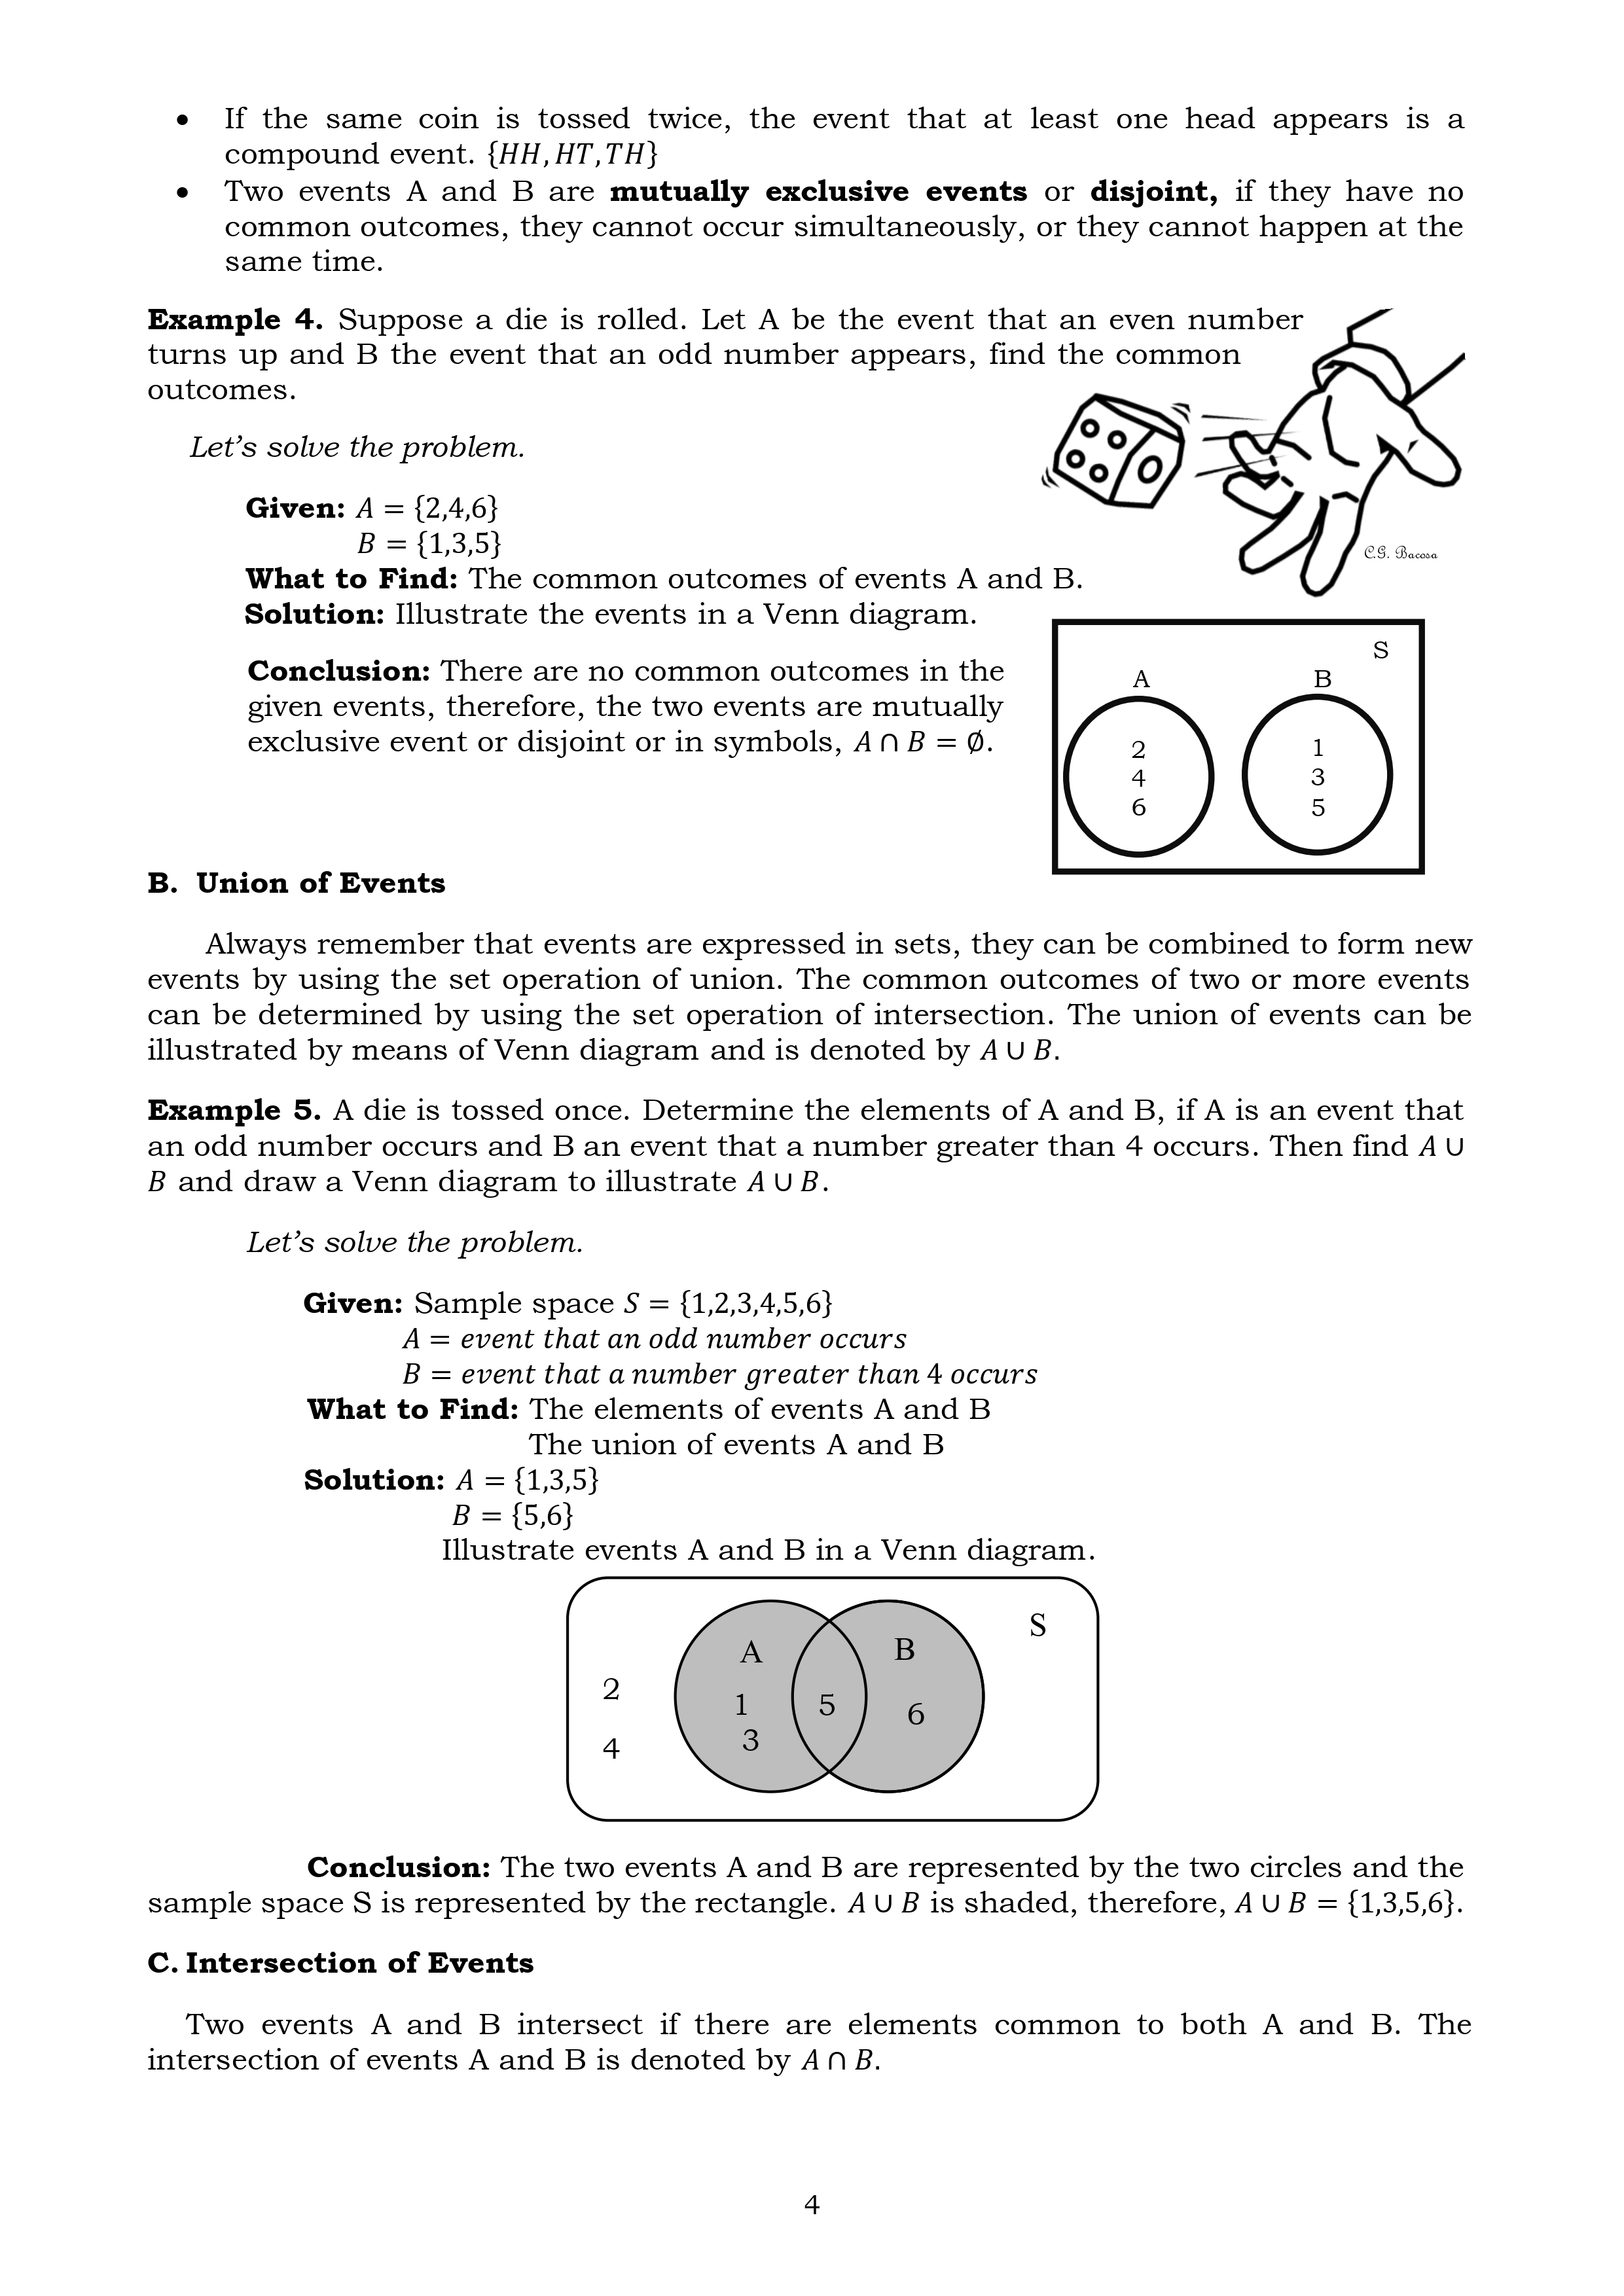 • If the same coin is tossed twice, the event that at least one head appears is a
compound event. {HH, HT, TH}
• Two events A and B are mutually exclusive events or disjoint, if they have no
common outcomes, they cannot occur simultaneously, or they cannot happen at the
same time.
Example 4. Suppose a die is rolled. Let A be the event that an even number
turns up and B the event that an odd number appears, find the common
outcomes.
Let’s solve the problem.
Given: A = {2,4,6}
B = {1,3,5}
C.G. Bacosa
What to Find: The common outcomes of events A and B.
Solution: Illustrate the events in a Venn diagram.
Conclusion: There are no common outcomes in the
given events, therefore, the two events are mutually
exclusive event or disjoint or in symbols, A ∩ B = ∅.
S
A B
2 1
4 3
6 5
B. Union of Events
Always remember that events are expressed in sets, they can be combined to form new
events by using the set operation of union. The common outcomes of two or more events
can be determined by using the set operation of intersection. The union of events can be
illustrated by means of Venn diagram and is denoted by A ∪ B.
Example 5. A die is tossed once. Determine the elements of A and B, if A is an event that
an odd number occurs and B an event that a number greater than 4 occurs. Then find A ∪
B and draw a Venn diagram to illustrate A ∪ B.
Let’s solve the problem.
Given: Sample space S = {1,2,3,4,5,6}
A = event that an odd number occurs
B = event that a number greater than 4 occurs
What to Find: The elements of events A and B
The union of events A and B
Solution: A = {1,3,5}
B = {5,6}
Illustrate events A and B in a Venn diagram.
S
A B
2
1 5 6
3
4
Conclusion: The two events A and B are represented by the two circles and the
sample space S is represented by the rectangle. A ∪ B is shaded, therefore, A ∪ B = {1,3,5,6}.
C. Intersection of Events
Two events A and B intersect if there are elements common to both A and B. The
intersection of events A and B is denoted by A ∩ B.
4